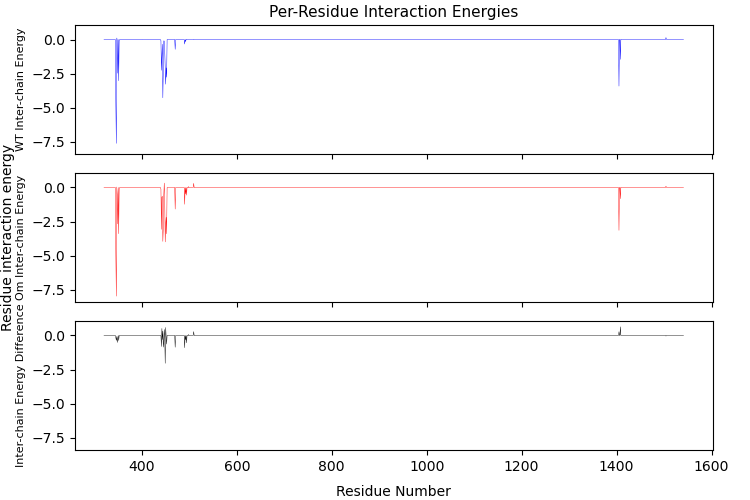 Per-Residue Interaction Energies
Residue interaction energy
WT Inter-chain Energy
0.0
−2.5
−5.0
−7.5
Om Inter-chain Energy
0.0
−2.5
−5.0
−7.5
Inter-chain Energy Difference
0.0
−2.5
−5.0
−7.5
400 600 800 1000 1200 1400 1600
Residue Number